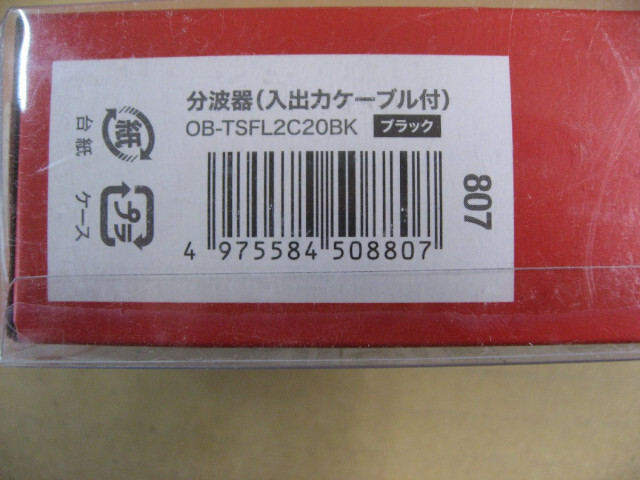 分波器(入出力ケーブル付)
OB-TSFL2C20BK ブラック
4 975584 508807
807
紙
台紙
プラ
ケース